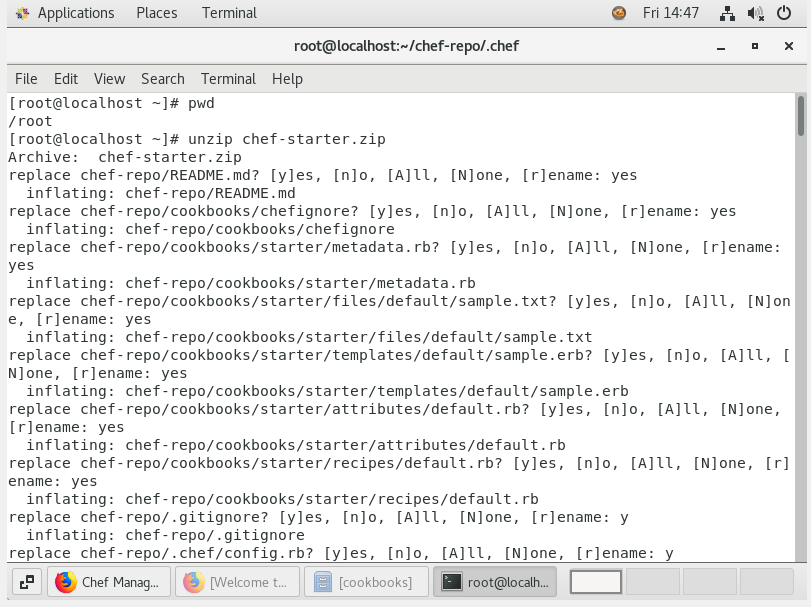 Applications Places Terminal Fri 14:47
root@localhost:~/chef-repo/.chef
File Edit View Search Terminal Help
[root@localhost ~]# pwd
/root
[root@localhost ~]# unzip chef-starter.zip
Archive:  chef-starter.zip
replace chef-repo/README.md? [y]es, [n]o, [A]ll, [N]one, [r]ename: yes
  inflating: chef-repo/README.md
replace chef-repo/cookbooks/chefignore? [y]es, [n]o, [A]ll, [N]one, [r]ename: yes
  inflating: chef-repo/cookbooks/chefignore
replace chef-repo/cookbooks/starter/metadata.rb? [y]es, [n]o, [A]ll, [N]one, [r]ename:
yes
  inflating: chef-repo/cookbooks/starter/metadata.rb
replace chef-repo/cookbooks/starter/files/default/sample.txt? [y]es, [n]o, [A]ll, [N]on
e, [r]ename: yes
  inflating: chef-repo/cookbooks/starter/files/default/sample.txt
replace chef-repo/cookbooks/starter/templates/default/sample.erb? [y]es, [n]o, [A]ll, [
N]one, [r]ename: yes
  inflating: chef-repo/cookbooks/starter/templates/default/sample.erb
replace chef-repo/cookbooks/starter/attributes/default.rb? [y]es, [n]o, [A]ll, [N]one,
[r]ename: yes
  inflating: chef-repo/cookbooks/starter/attributes/default.rb
replace chef-repo/cookbooks/starter/recipes/default.rb? [y]es, [n]o, [A]ll, [N]one, [r]
ename: yes
  inflating: chef-repo/cookbooks/starter/recipes/default.rb
replace chef-repo/.gitignore? [y]es, [n]o, [A]ll, [N]one, [r]ename: y
  inflating: chef-repo/.gitignore
replace chef-repo/.chef/config.rb? [y]es, [n]o, [A]ll, [N]one, [r]ename: y
Chef Manag... [Welcome t... [cookbooks] root@localh...